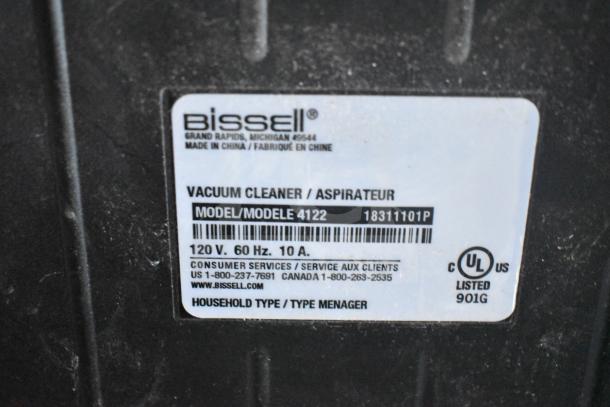 BISSELL®
GRAND RAPIDS, MICHIGAN 49544
MADE IN CHINA / FABRIQUÉ EN CHINE
VACUUM CLEANER / ASPIRATEUR
MODEL/MODELE 4122 18311101P
120 V. 60 Hz. 10 A.
CONSUMER SERVICES / SERVICE AUX CLIENTS
US 1-800-237-7691 CANADA 1-800-263-2535
WWW.BISSELL.COM
HOUSEHOLD TYPE / TYPE MENAGER
C UL US
LISTED
901G